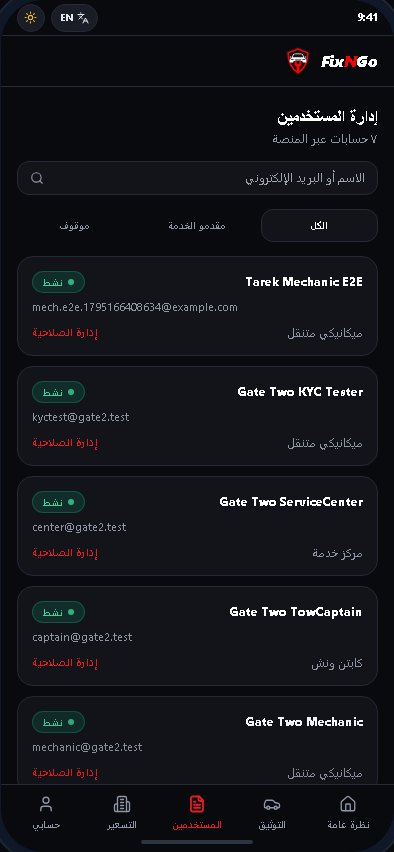 EN
9:41
FixNGo
إدارة المستخدمين
٧ حسابات عبر المنصة
الاسم أو البريد الإلكتروني
الكل
مقدمو الخدمة
موقوف
Tarek Mechanic E2E
نشط
mech.e2e.1795166408634@example.com
ميكانيكي متنقل
إدارة الصلاحية
Gate Two KYC Tester
نشط
kyctest@gate2.test
ميكانيكي متنقل
إدارة الصلاحية
Gate Two ServiceCenter
نشط
center@gate2.test
مركز خدمة
إدارة الصلاحية
Gate Two TowCaptain
نشط
captain@gate2.test
كابتن ونش
إدارة الصلاحية
Gate Two Mechanic
نشط
mechanic@gate2.test
ميكانيكي متنقل
إدارة الصلاحية
نظرة عامة
التوثيق
المستخدمين
التسعير
حسابي